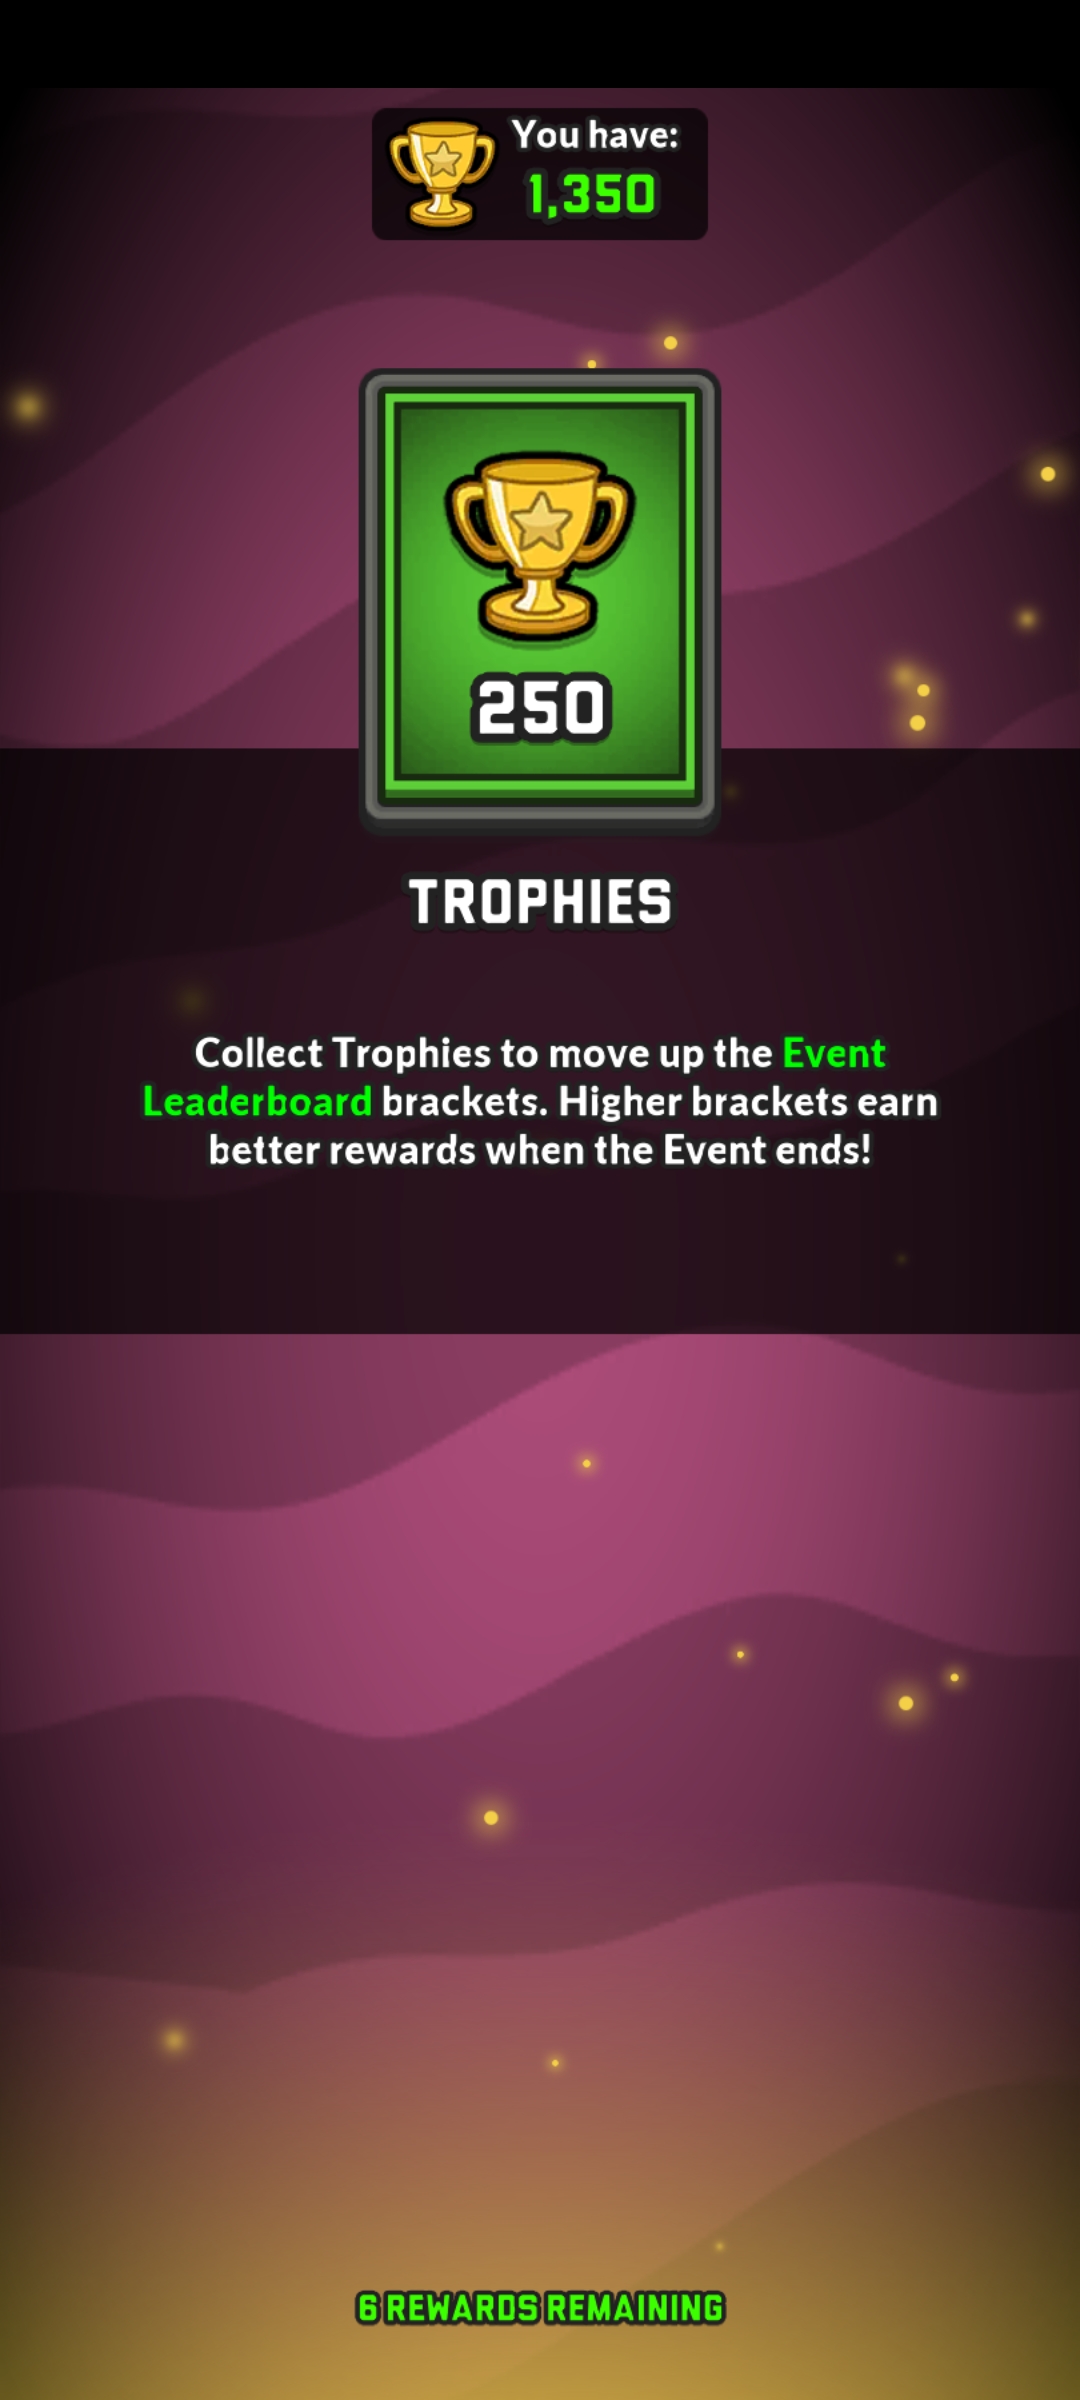 You have:
1,350
250
TROPHIES
Collect Trophies to move up the Event
Leaderboard brackets. Higher brackets earn
better rewards when the Event ends!
6 REWARDS REMAINING